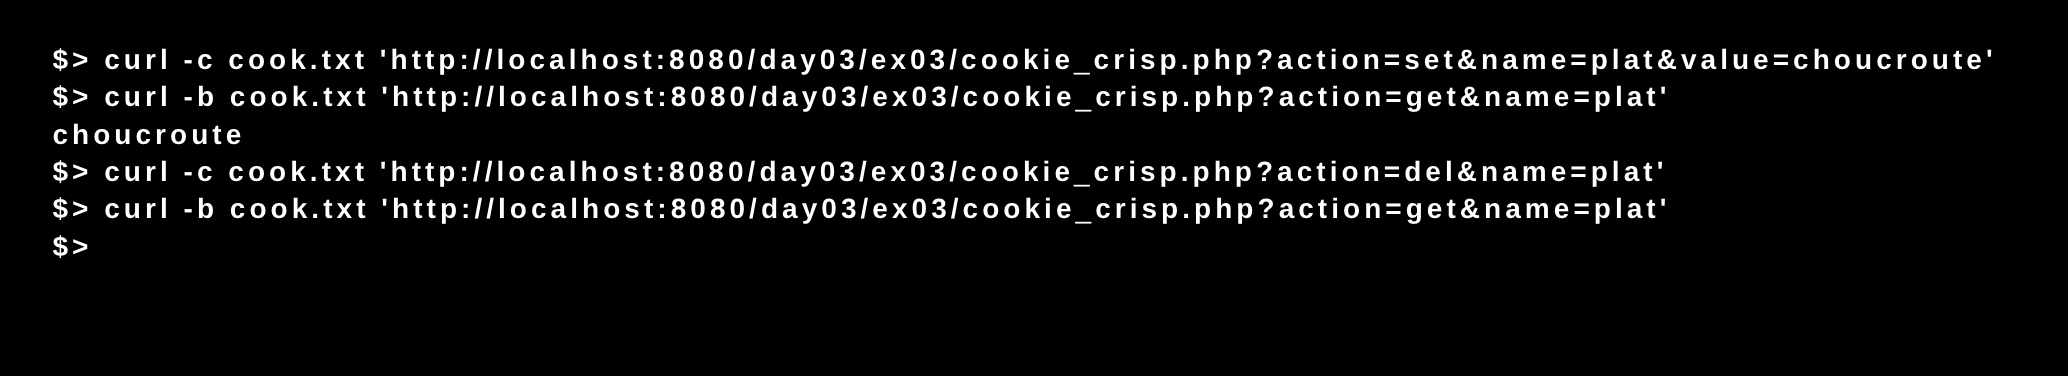 $> curl -c cook.txt 'http://localhost:8080/day03/ex03/cookie_crisp.php?action=set&name=plat&value=choucroute'
$> curl -b cook.txt 'http://localhost:8080/day03/ex03/cookie_crisp.php?action=get&name=plat'
choucroute
$> curl -c cook.txt 'http://localhost:8080/day03/ex03/cookie_crisp.php?action=del&name=plat'
$> curl -b cook.txt 'http://localhost:8080/day03/ex03/cookie_crisp.php?action=get&name=plat'
$>